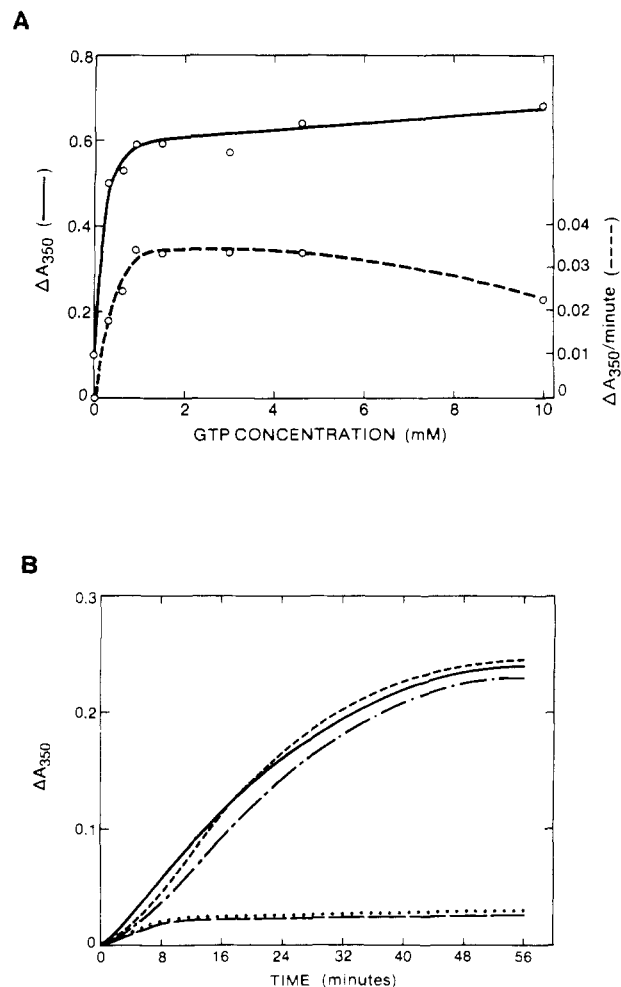 A
0.8
0.6
0.4
0.2
0
ΔA350 (——)
0.04
0.03
0.02
0.01
0
ΔA350/minute (----)
0 2 4 6 8 10
GTP CONCENTRATION (mM)
B
0.3
0.2
0.1
0
ΔA350
0 8 16 24 32 40 48 56
TIME (minutes)